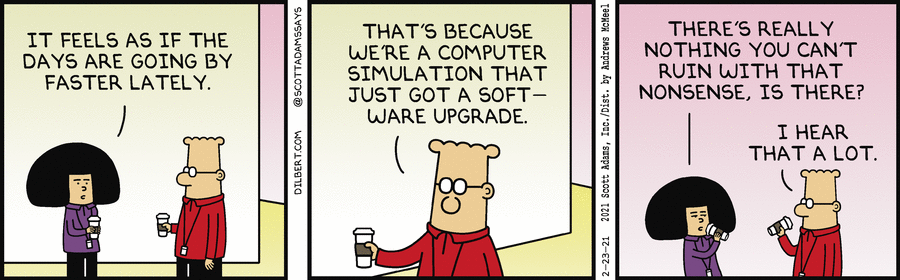 IT FEELS AS IF THE
DAYS ARE GOING BY
FASTER LATELY.
DILBERT.COM @SCOTTADAMSSAYS
THAT'S BECAUSE
WE'RE A COMPUTER
SIMULATION THAT
JUST GOT A SOFT–
WARE UPGRADE.
2-23-21 2021 Scott Adams, Inc./Dist. by Andrews McMeel
THERE'S REALLY
NOTHING YOU CAN'T
RUIN WITH THAT
NONSENSE, IS THERE?
I HEAR
THAT A LOT.